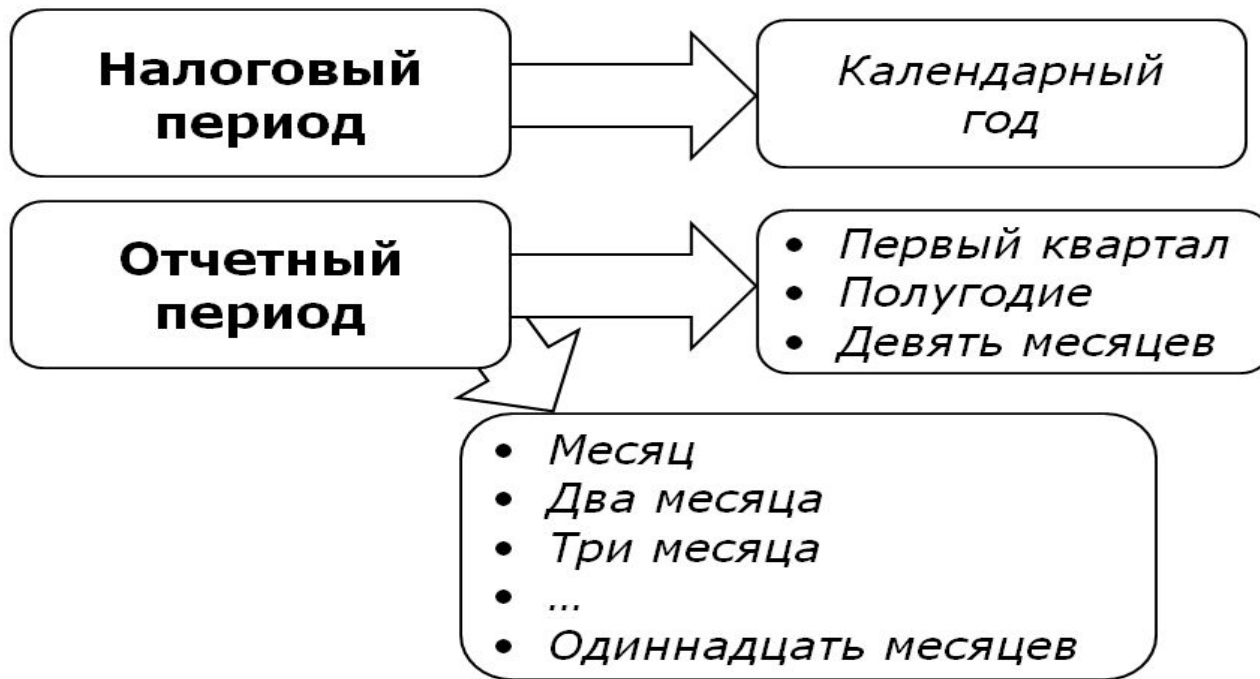 Налоговый
период
Календарный
год
Отчетный
период
• Первый квартал
• Полугодие
• Девять месяцев
• Месяц
• Два месяца
• Три месяца
• ...
• Одиннадцать месяцев